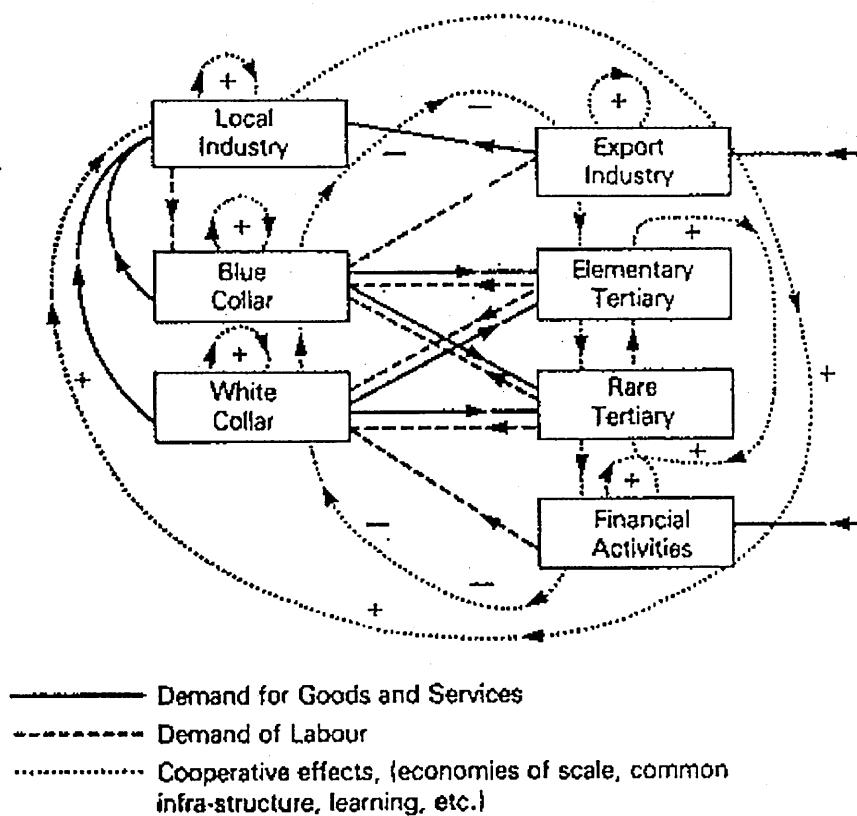 +
Local
Industry
—
+
Export
Industry
—
+
Blue
Collar
+
Elementary
Tertiary
+
White
Collar
+
Rare
Tertiary
+
+
+
Financial
Activities
—
—
+
Demand for Goods and Services
Demand of Labour
Cooperative effects, (economies of scale, common
infra-structure, learning, etc.)